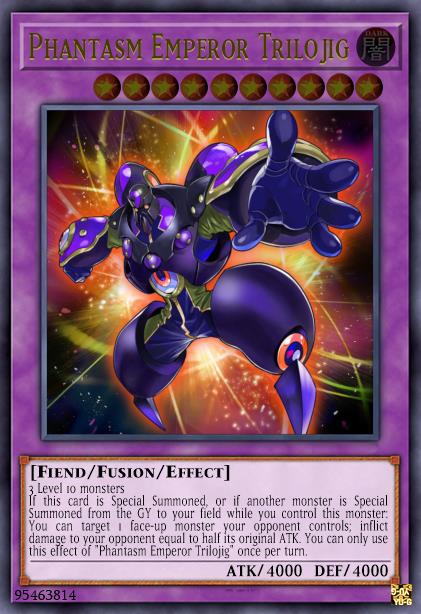 PHANTASM EMPEROR TRILOJIG
DARK
闇
[FIEND/FUSION/EFFECT]
3 Level 10 monsters
If this card is Special Summoned, or if another monster is Special
Summoned from the GY to your field while you control this monster:
You can target 1 face-up monster your opponent controls; inflict
damage to your opponent equal to half its original ATK. You can only use
this effect of "Phantasm Emperor Trilojig" once per turn.
ATK/4000 DEF/4000
95463814